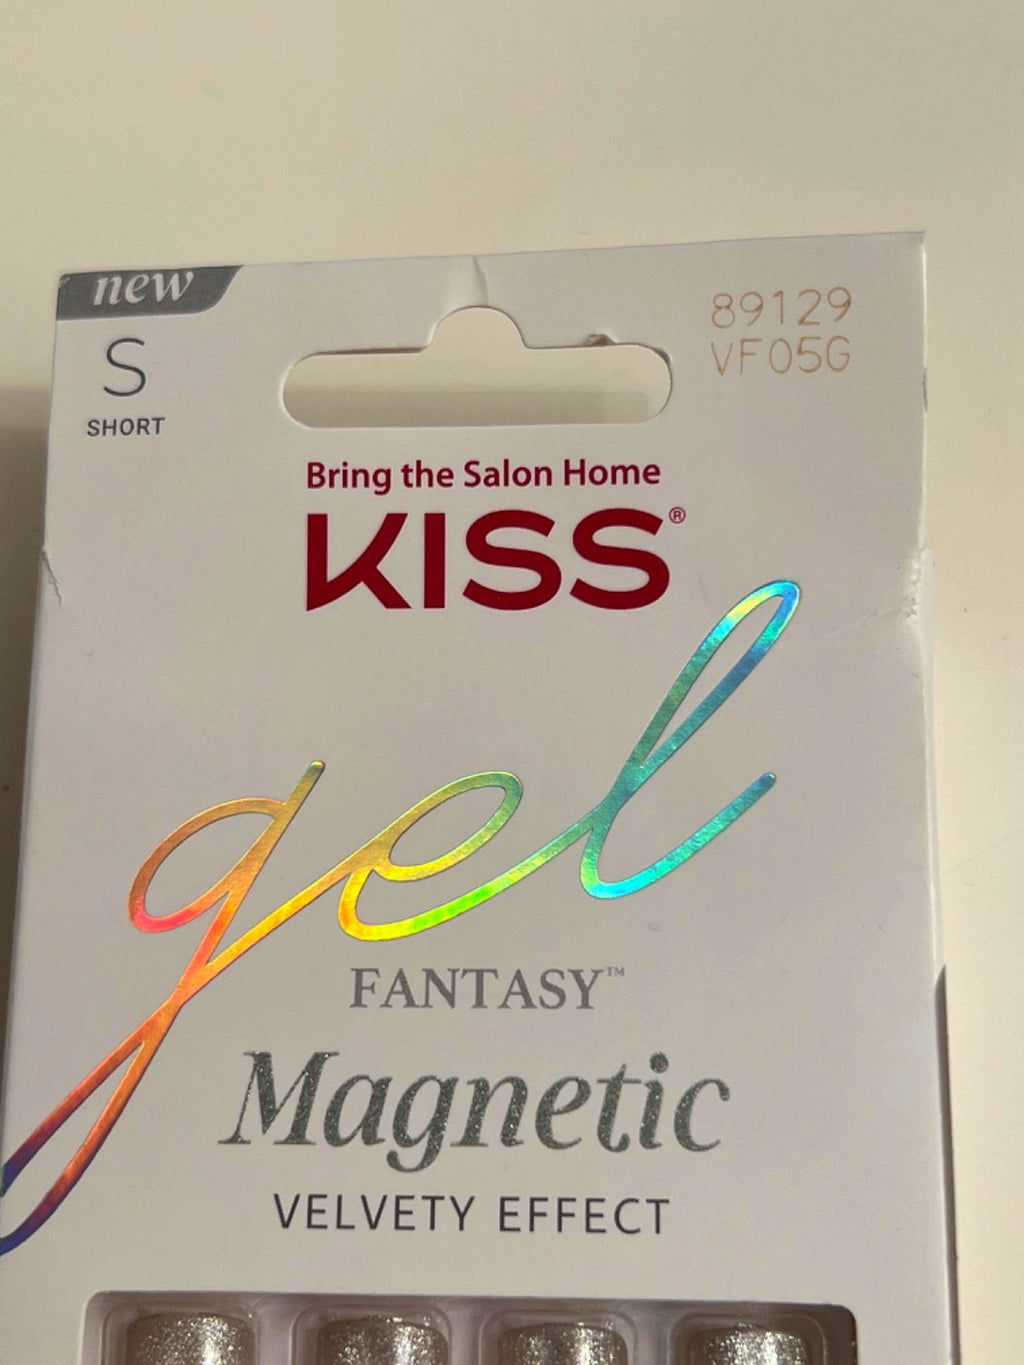 new
S
SHORT
89129
VF05G
Bring the Salon Home
KISS®
gel
FANTASY™
Magnetic
VELVETY EFFECT